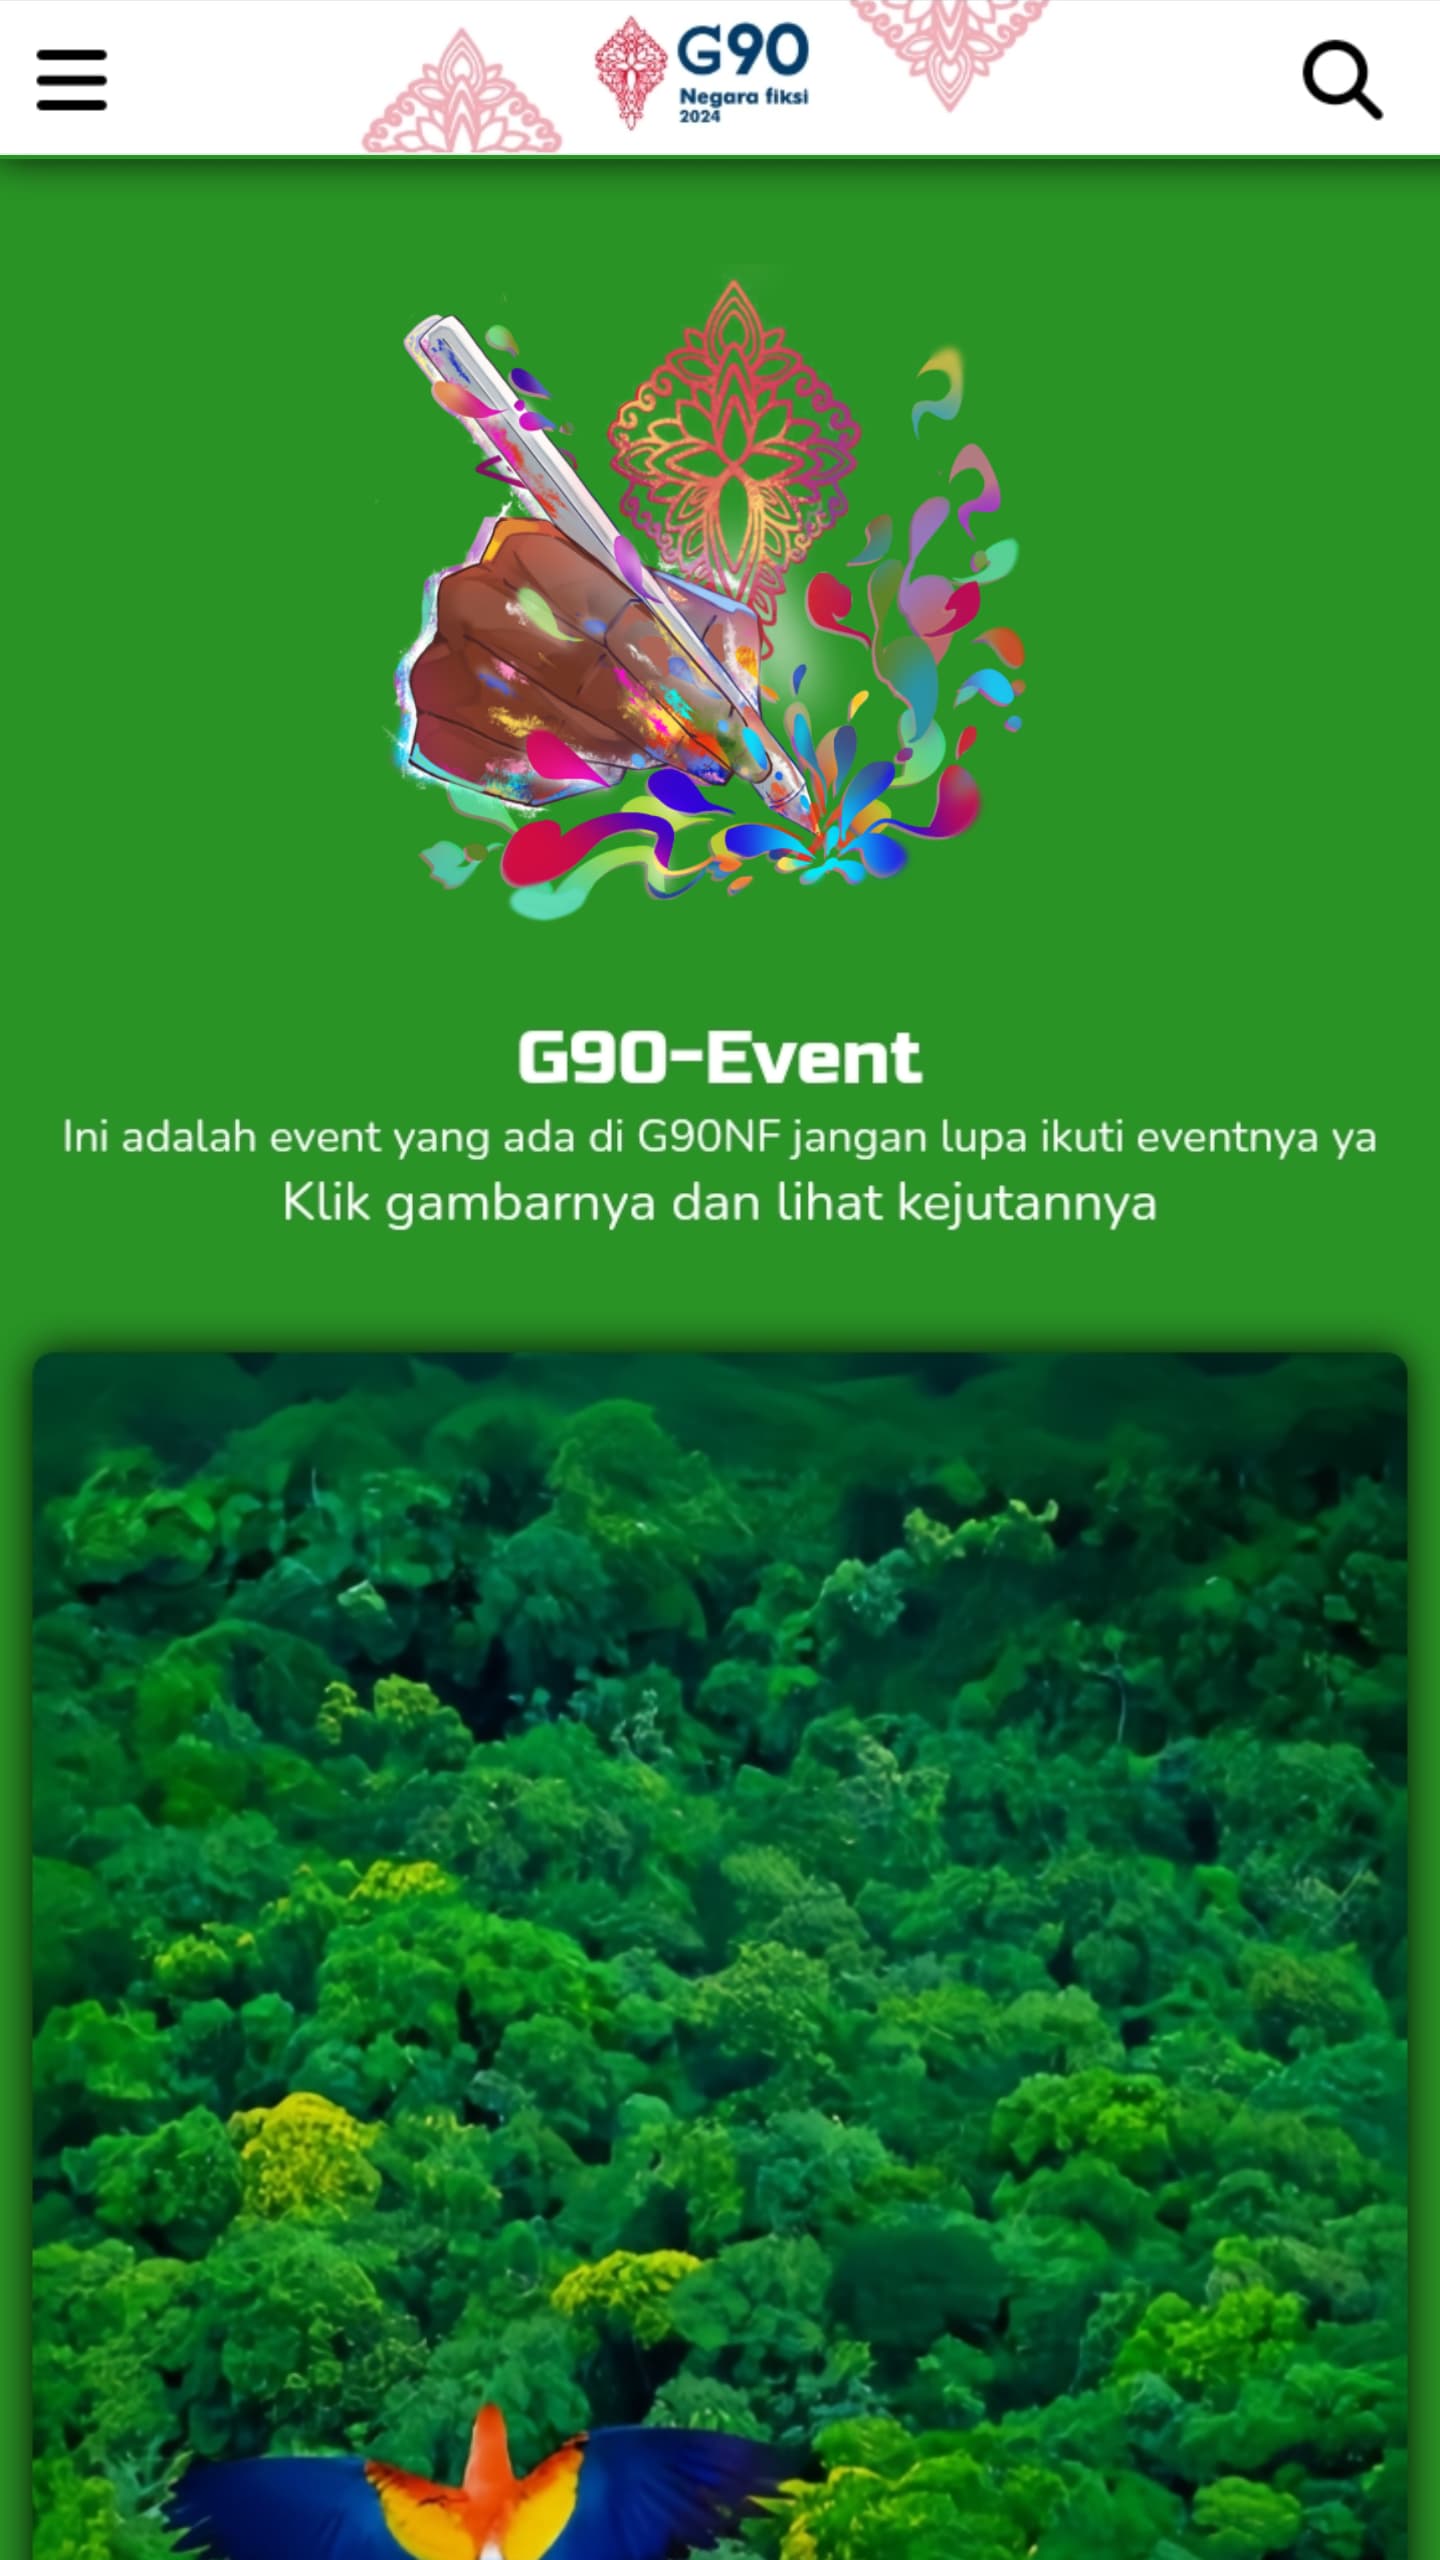 G90
Negara fiksi
2024
G90-Event
Ini adalah event yang ada di G90NF jangan lupa ikuti eventnya ya
Klik gambarnya dan lihat kejutannya